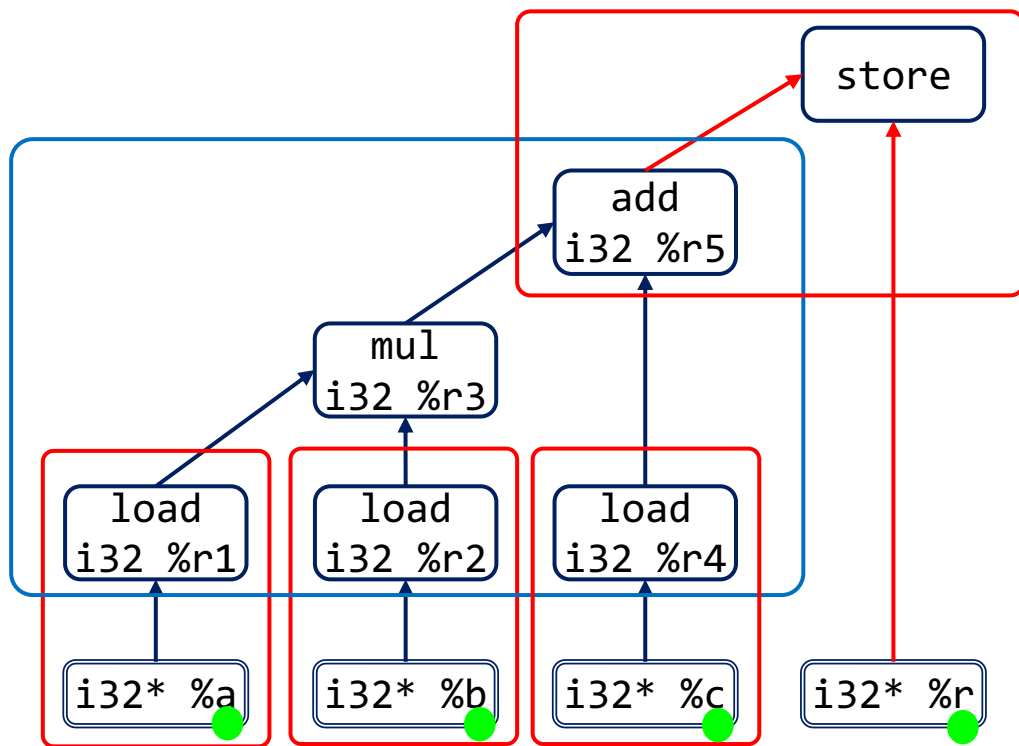 store
add
i32 %r5
mul
i32 %r3
load
i32 %r1
load
i32 %r2
load
i32 %r4
i32* %a
i32* %b
i32* %c
i32* %r